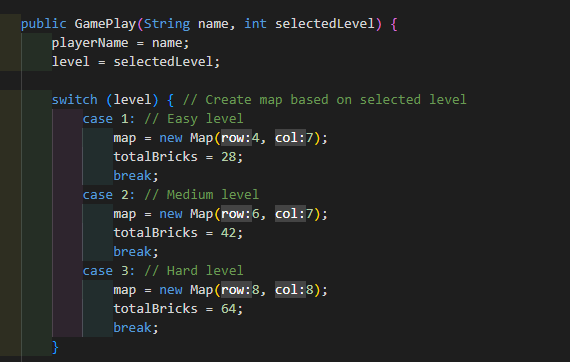 public GamePlay(String name, int selectedLevel) {
playerName = name;
level = selectedLevel;
switch (level) { // Create map based on selected level
case 1: // Easy level
map = new Map(row:4, col:7);
totalBricks = 28;
break;
case 2: // Medium level
map = new Map(row:6, col:7);
totalBricks = 42;
break;
case 3: // Hard level
map = new Map(row:8, col:8);
totalBricks = 64;
break;
}